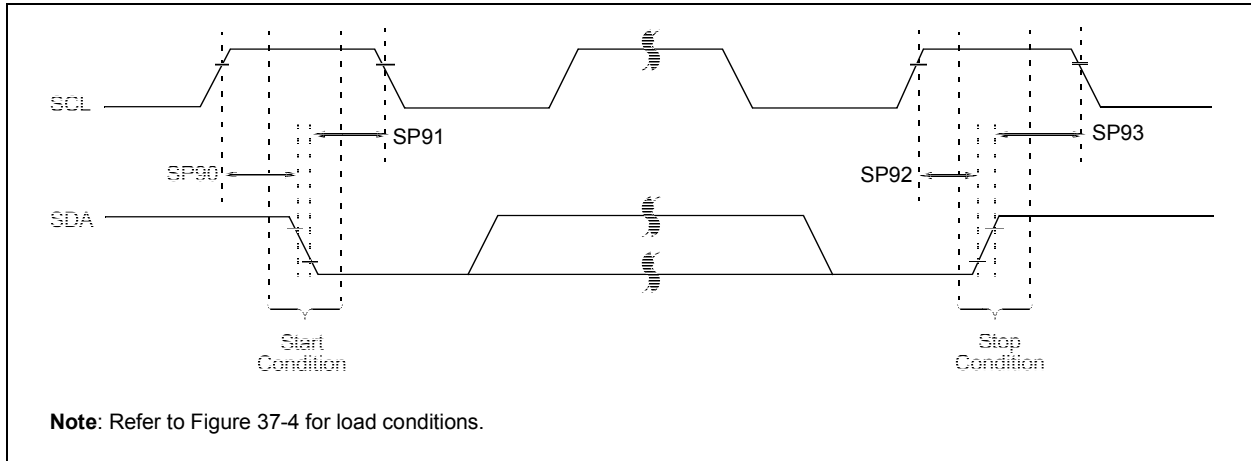 SCL
SP91
SP93
SP90
SP92
SDA
Start
Condition
Stop
Condition
Note: Refer to Figure 37-4 for load conditions.